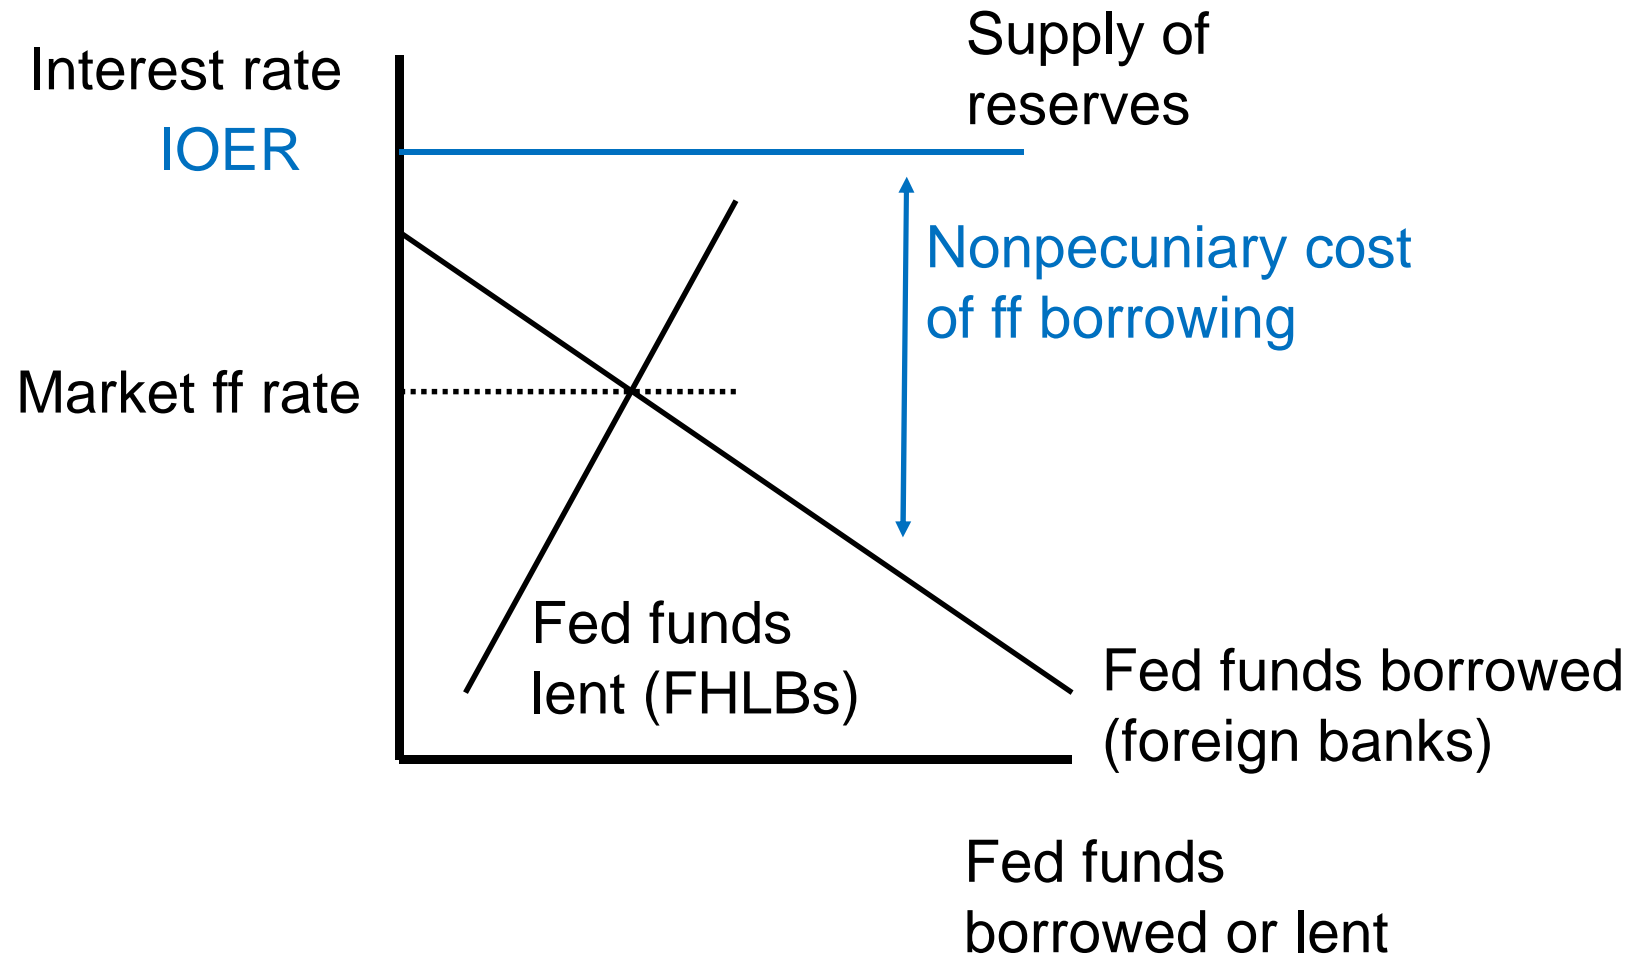 Supply of
reserves
Interest rate
IOER
Nonpecuniary cost
of ff borrowing
Market ff rate
Fed funds
lent (FHLBs)
Fed funds borrowed
(foreign banks)
Fed funds
borrowed or lent